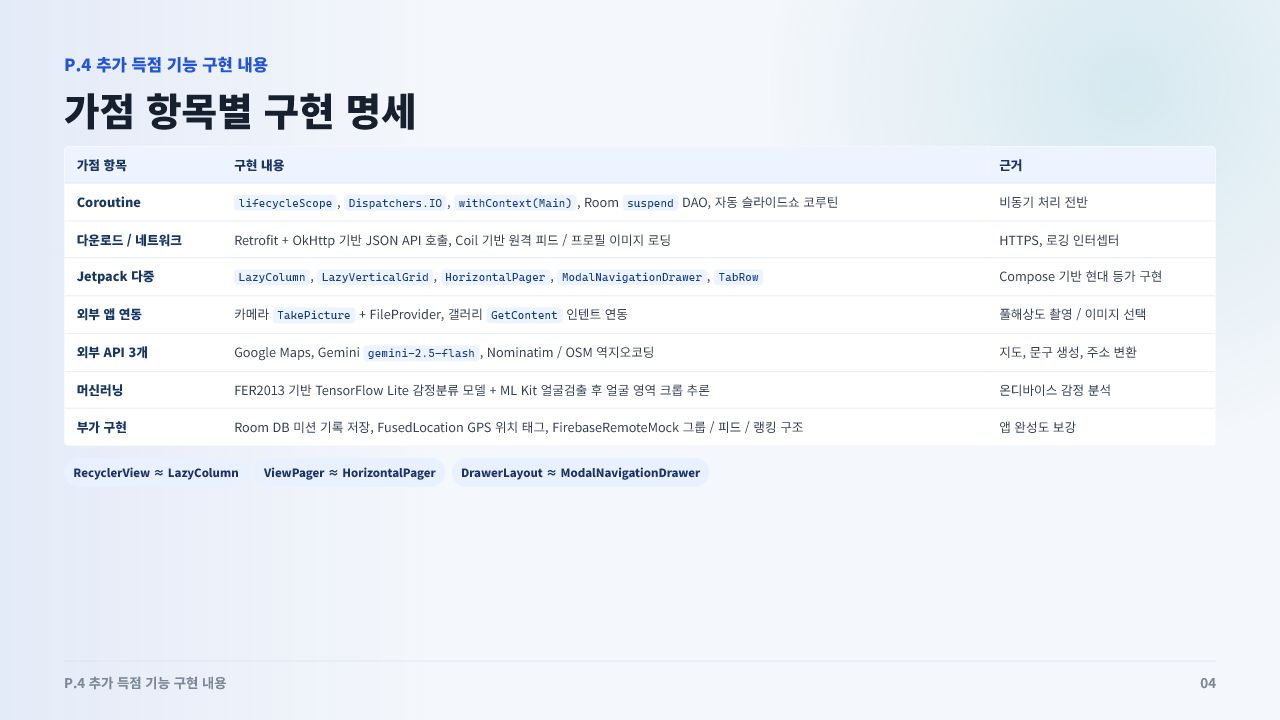 P.4 추가 득점 기능 구현 내용
가점 항목별 구현 명세
가점 항목 구현 내용 근거
Coroutine lifecycleScope , Dispatchers.IO , withContext(Main) , Room suspend DAO, 자동 슬라이드쇼 코루틴 비동기 처리 전반
다운로드 / 네트워크 Retrofit + OkHttp 기반 JSON API 호출, Coil 기반 원격 피드 / 프로필 이미지 로딩 HTTPS, 로깅 인터셉터
Jetpack 다중 LazyColumn , LazyVerticalGrid , HorizontalPager , ModalNavigationDrawer , TabRow Compose 기반 현대 등가 구현
외부 앱 연동 카메라 TakePicture + FileProvider, 갤러리 GetContent 인텐트 연동 풀해상도 촬영 / 이미지 선택
외부 API 3개 Google Maps, Gemini gemini-2.5-flash , Nominatim / OSM 역지오코딩 지도, 문구 생성, 주소 변환
머신러닝 FER2013 기반 TensorFlow Lite 감정분류 모델 + ML Kit 얼굴검출 후 얼굴 영역 크롭 추론 온디바이스 감정 분석
부가 구현 Room DB 미션 기록 저장, FusedLocation GPS 위치 태그, FirebaseRemoteMock 그룹 / 피드 / 랭킹 구조 앱 완성도 보강
RecyclerView ≈ LazyColumn ViewPager ≈ HorizontalPager DrawerLayout ≈ ModalNavigationDrawer
P.4 추가 득점 기능 구현 내용 04